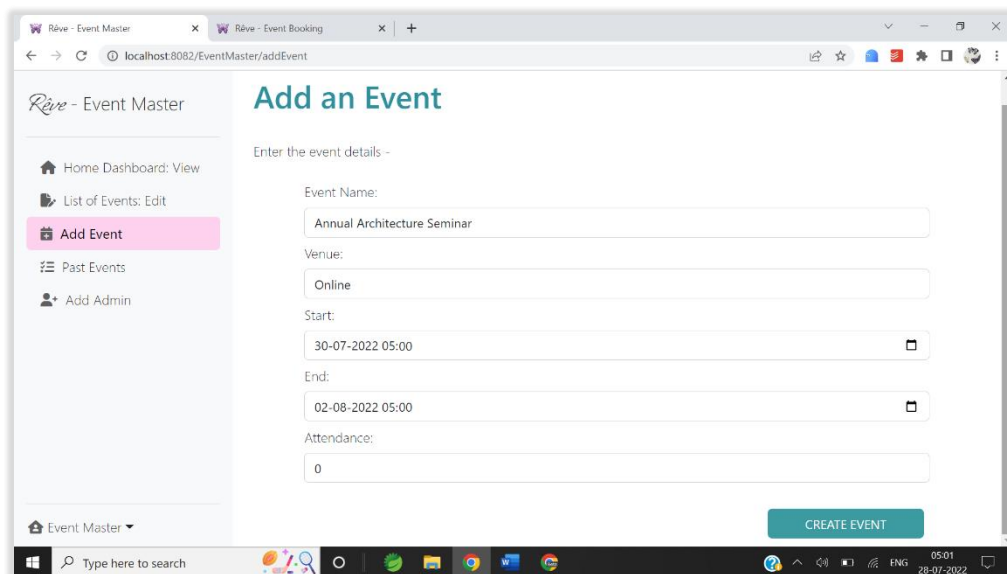 Rêve - Event Master
Rêve - Event Booking
localhost:8082/EventMaster/addEvent
Rêve - Event Master
Home Dashboard: View
List of Events: Edit
Add Event
Past Events
Add Admin
Event Master
Add an Event
Enter the event details -
Event Name:
Annual Architecture Seminar
Venue:
Online
Start:
30-07-2022 05:00
End:
02-08-2022 05:00
Attendance:
0
CREATE EVENT
Type here to search
ENG
05:01
28-07-2022